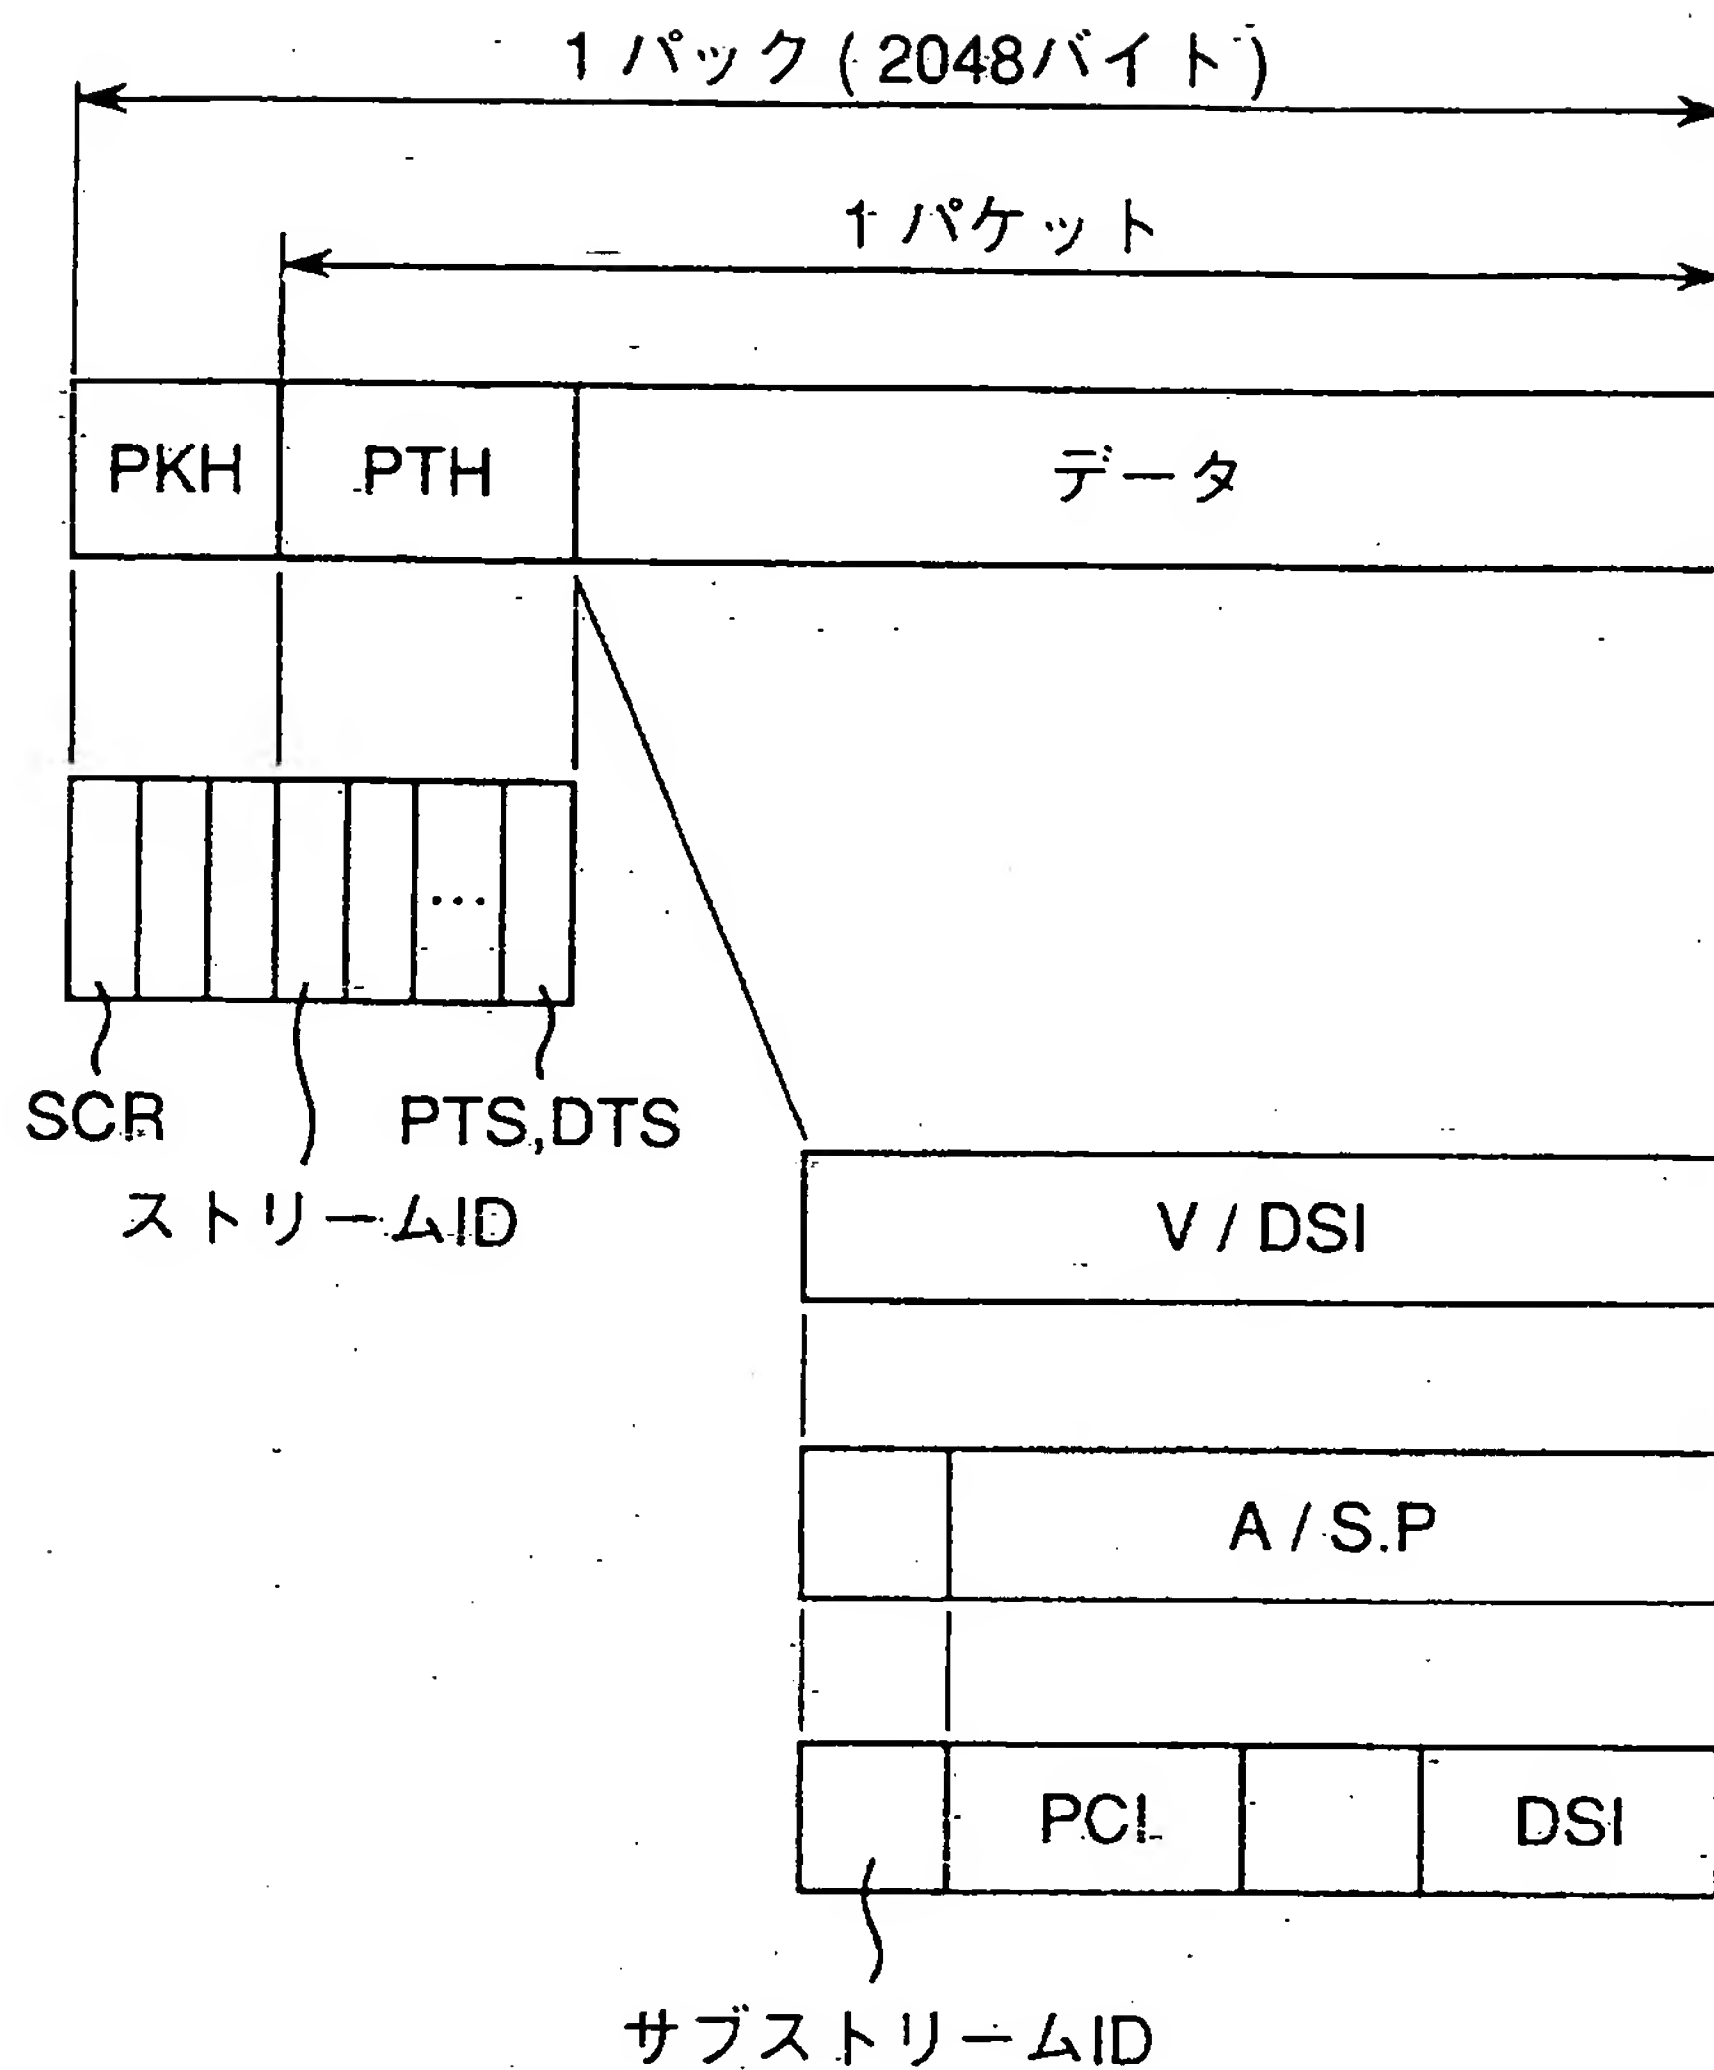 1パック(2048バイト)
1パケット
PKH PTH データ
...
SCR
PTS,DTS
ストリームID
V / DSI
A / S.P
PCI DSI
サブストリームID